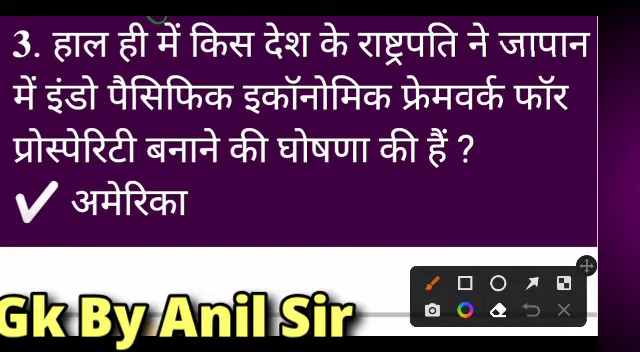 3. हाल ही में किस देश के राष्ट्रपति ने जापान
में इंडो पैसिफिक इकॉनोमिक फ्रेमवर्क फॉर
प्रोस्पेरिटी बनाने की घोषणा की हैं ?
✔ अमेरिका
Gk By Anil Sir